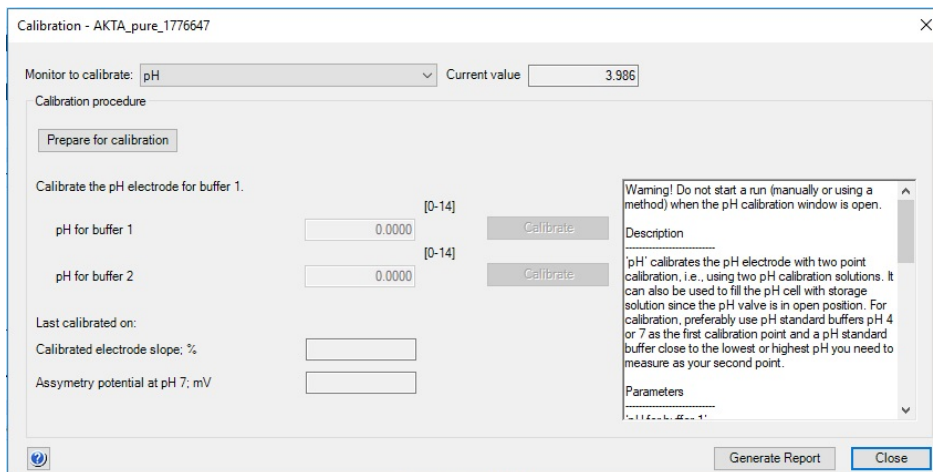 Calibration - AKTA_pure_1776647
Monitor to calibrate: pH Current value 3.986
Calibration procedure
Prepare for calibration
Calibrate the pH electrode for buffer 1.
[0-14]
pH for buffer 1 0.0000 Calibrate
[0-14]
pH for buffer 2 0.0000 Calibrate
Last calibrated on:
Calibrated electrode slope; %
Assymetry potential at pH 7; mV
Warning! Do not start a run (manually or using a
method) when the pH calibration window is open.
Description
---------------------------
'pH' calibrates the pH electrode with two point
calibration, i.e., using two pH calibration solutions. It
can also be used to fill the pH cell with storage
solution since the pH valve is in open position. For
calibration, preferably use pH standard buffers pH 4
or 7 as the first calibration point and a pH standard
buffer close to the lowest or highest pH you need to
measure as your second point.
Parameters
---------------------------
'pH for buffer 1'
Generate Report Close